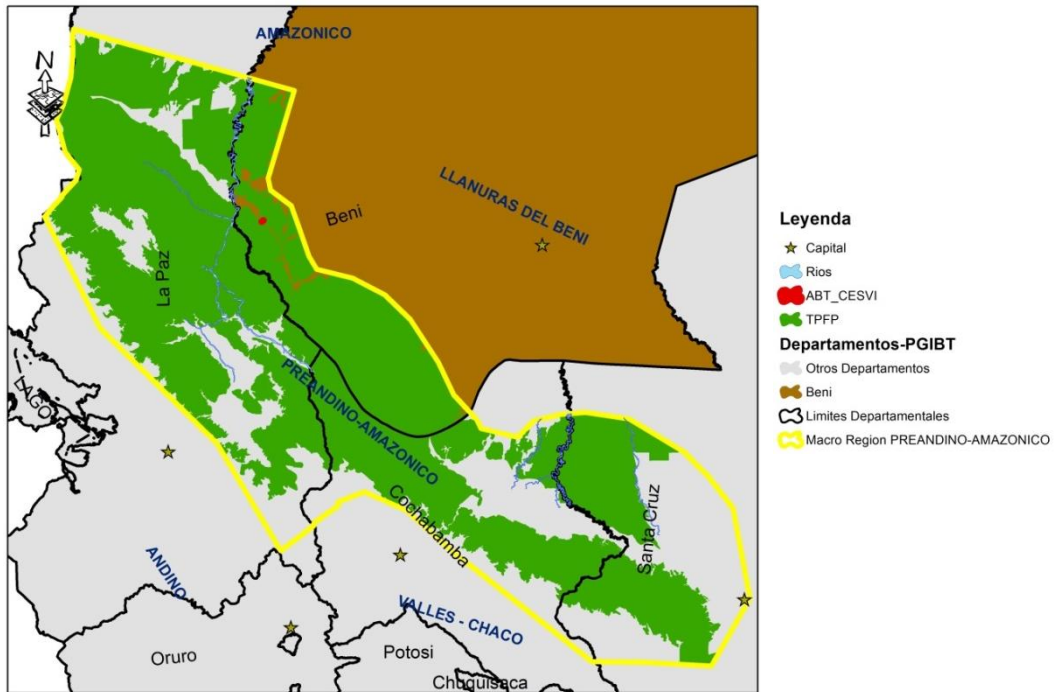 AMAZONICO
N
LLANURAS DEL BENI
Beni
La Paz
PREANDINO-AMAZONICO
LAGO
Cochabamba
Santa Cruz
ANDINO
VALLES - CHACO
Oruro
Potosi
Chuquisaca
Leyenda
Capital
Rios
ABT_CESVI
TPFP
Departamentos-PGIBT
Otros Departamentos
Beni
Limites Departamentales
Macro Region PREANDINO-AMAZONICO